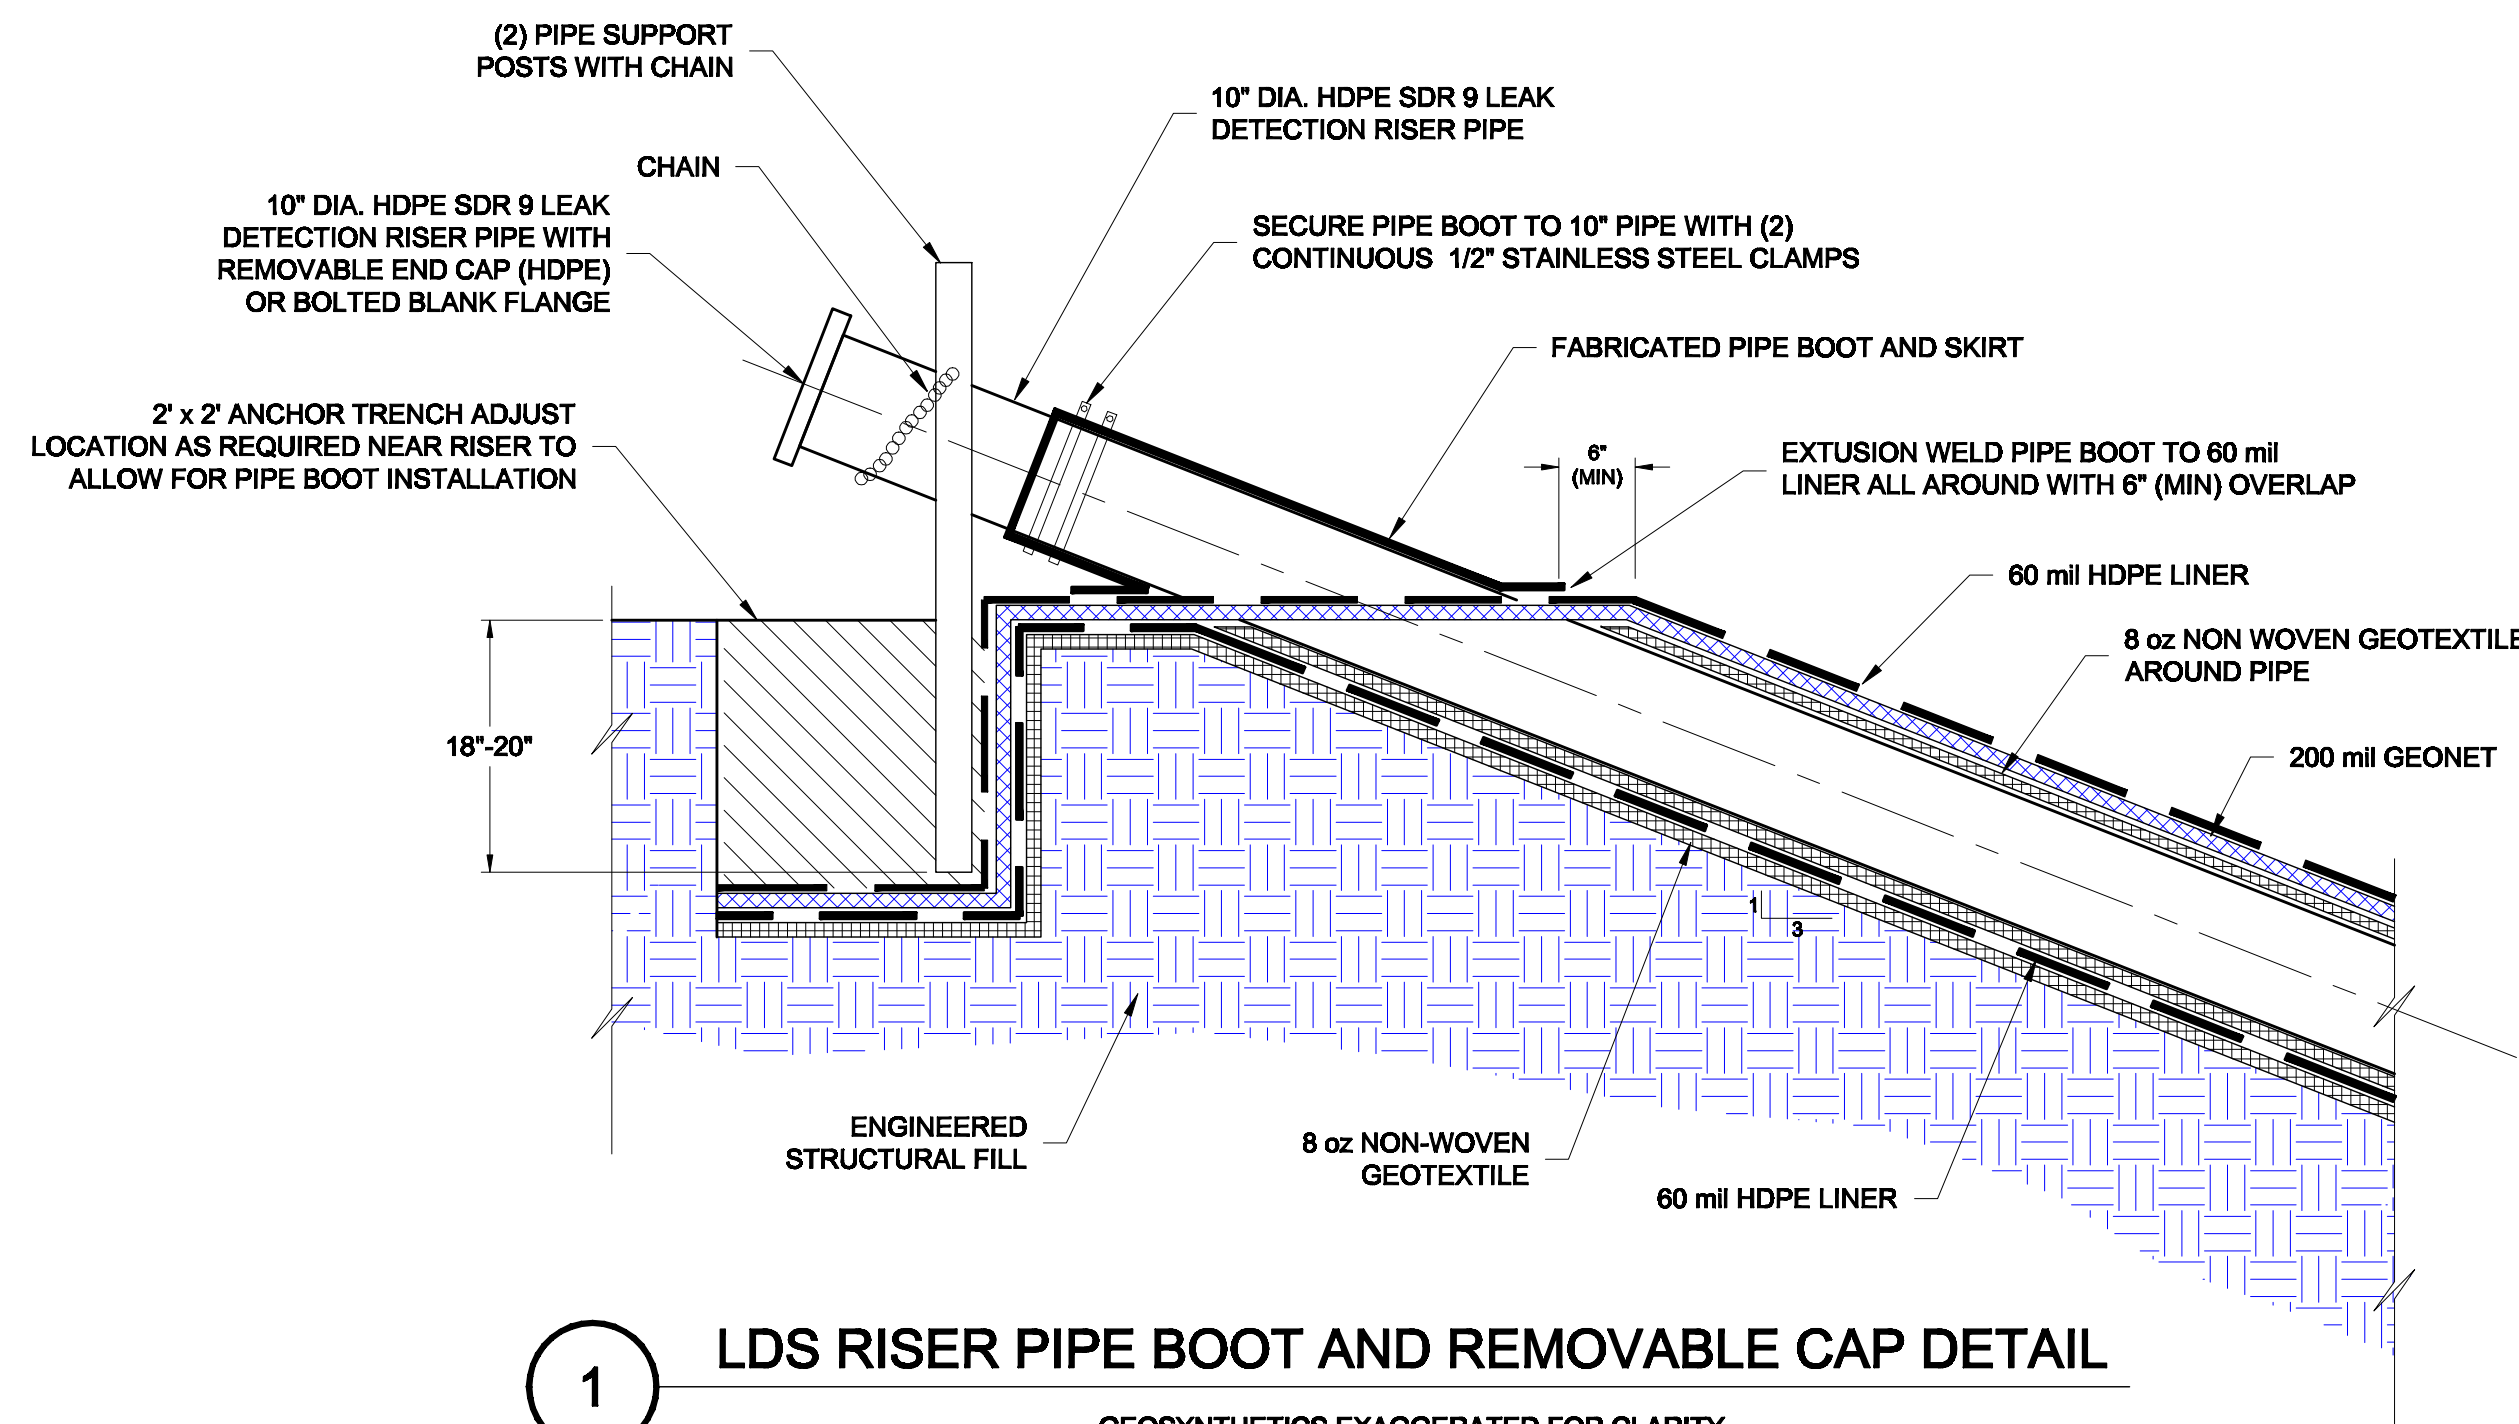 (2) PIPE SUPPORT
POSTS WITH CHAIN
10" DIA. HDPE SDR 9 LEAK
DETECTION RISER PIPE
CHAIN
10" DIA. HDPE SDR 9 LEAK
DETECTION RISER PIPE WITH
REMOVABLE END CAP (HDPE)
OR BOLTED BLANK FLANGE
SECURE PIPE BOOT TO 10" PIPE WITH (2)
CONTINUOUS 1/2" STAINLESS STEEL CLAMPS
FABRICATED PIPE BOOT AND SKIRT
2' x 2' ANCHOR TRENCH ADJUST
LOCATION AS REQUIRED NEAR RISER TO
ALLOW FOR PIPE BOOT INSTALLATION
6"
(MIN)
EXTUSION WELD PIPE BOOT TO 60 mil
LINER ALL AROUND WITH 6" (MIN) OVERLAP
60 mil HDPE LINER
8 oz NON WOVEN GEOTEXTILE
AROUND PIPE
18"-20"
200 mil GEONET
1
3
ENGINEERED
STRUCTURAL FILL
8 oz NON-WOVEN
GEOTEXTILE
60 mil HDPE LINER
1
LDS RISER PIPE BOOT AND REMOVABLE CAP DETAIL
GEOSYNTHETICS EXAGGERATED FOR CLARITY